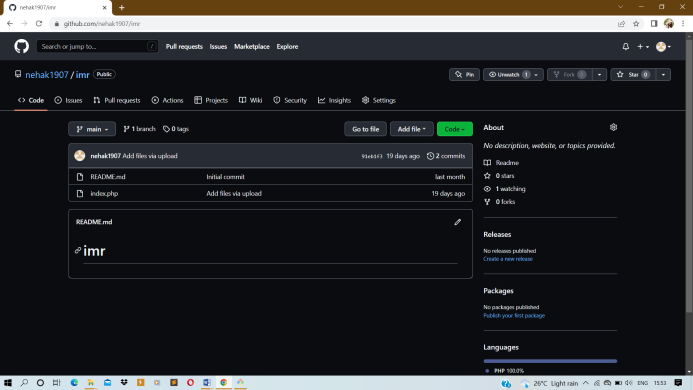 nehak1907/imr
github.com/nehak1907/imr
Search or jump to... /
Pull requests Issues Marketplace Explore
nehak1907 / imr Public
Pin Unwatch 1 Fork 0 Star 0
Code Issues Pull requests Actions Projects Wiki Security Insights Settings
main 1 branch 0 tags Go to file Add file Code
nehak1907 Add files via upload 19 days ago 2 commits
README.md Initial commit last month
index.php Add files via upload 19 days ago
README.md
imr
About
No description, website, or topics provided.
Readme
0 stars
1 watching
0 forks
Releases
No releases published
Create a new release
Packages
No packages published
Publish your first package
Languages
PHP 100.0%
26°C Light rain ENG 15:53